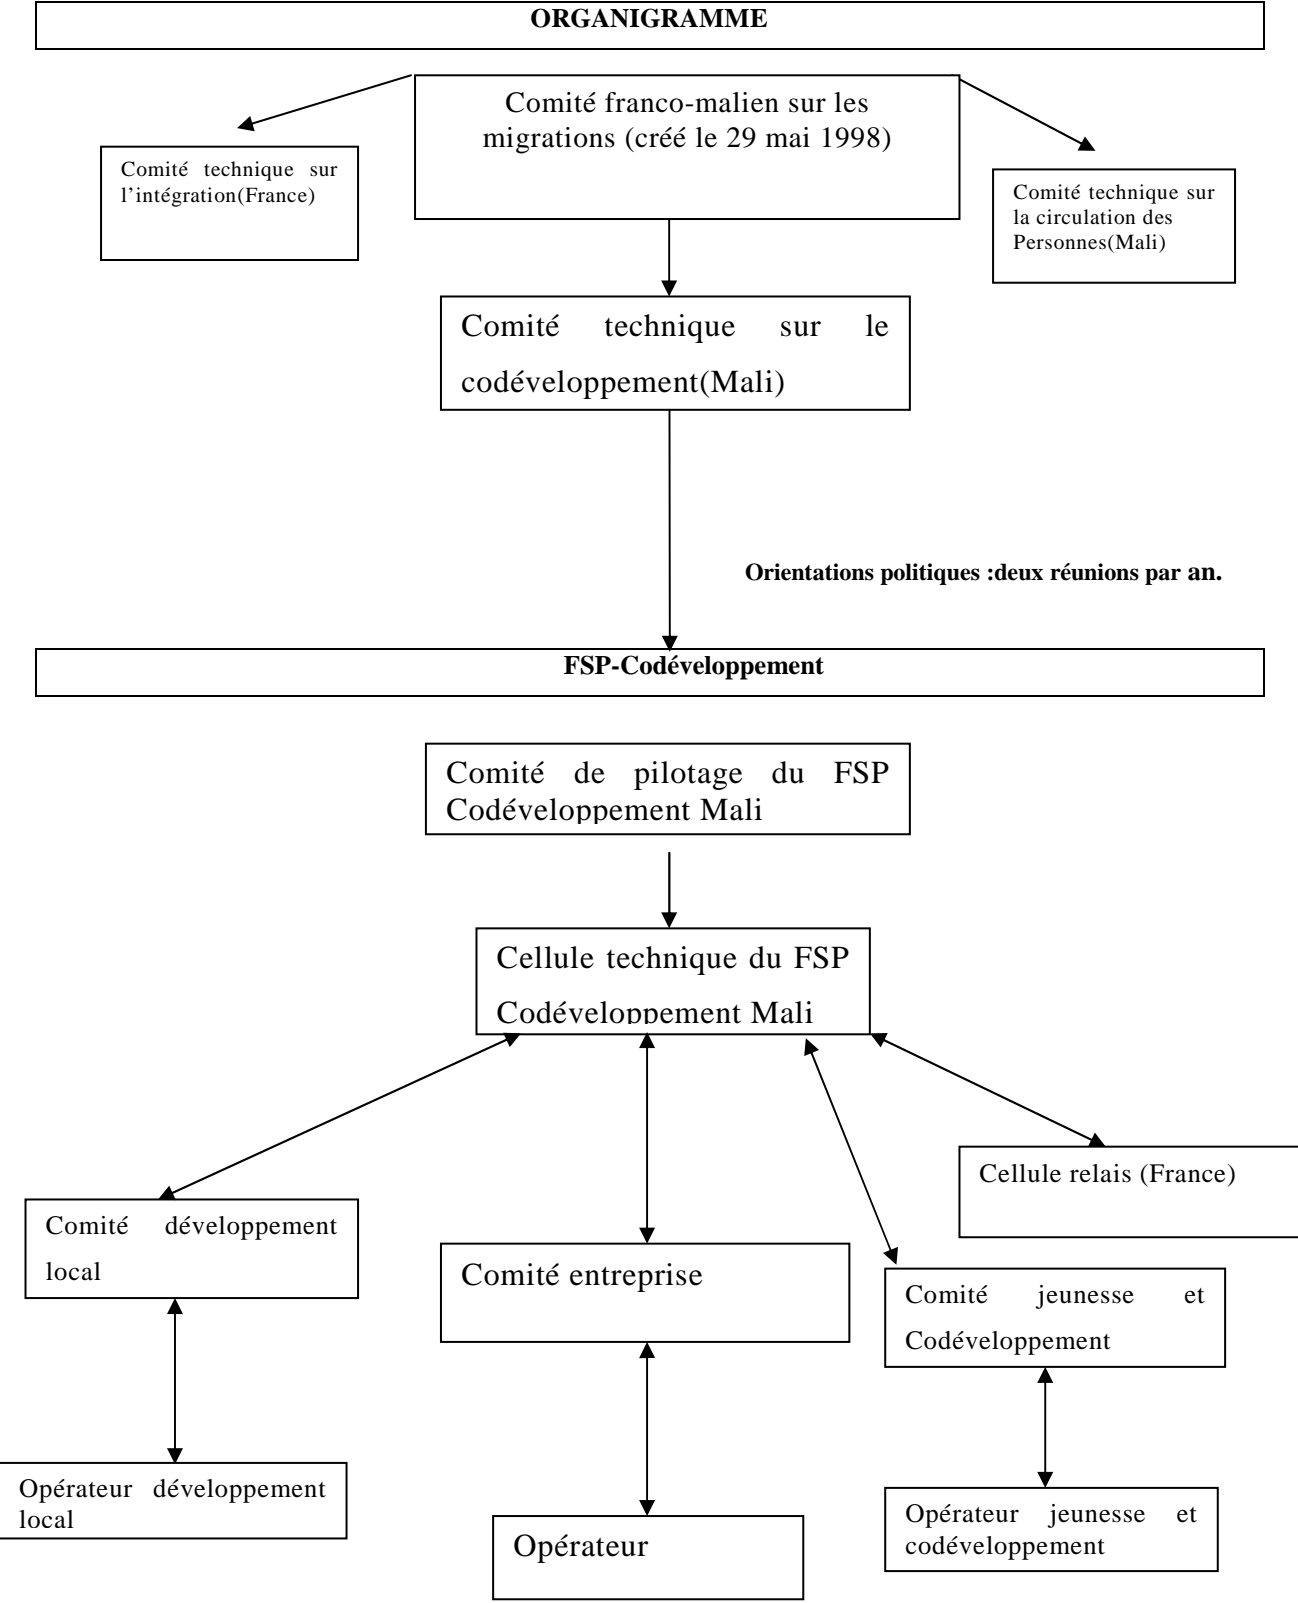 ORGANIGRAMME
Comité franco-malien sur les
migrations (créé le 29 mai 1998)
Comité technique sur
l’intégration(France)
Comité technique sur
la circulation des
Personnes(Mali)
Comité technique sur le
codéveloppement(Mali)
Orientations politiques :deux réunions par an.
FSP-Codéveloppement
Comité de pilotage du FSP
Codéveloppement Mali
Cellule technique du FSP
Codéveloppement Mali
Cellule relais (France)
Comité développement
local
Comité entreprise
Comité jeunesse et
Codéveloppement
Opérateur développement
local
Opérateur
Opérateur jeunesse et
codéveloppement